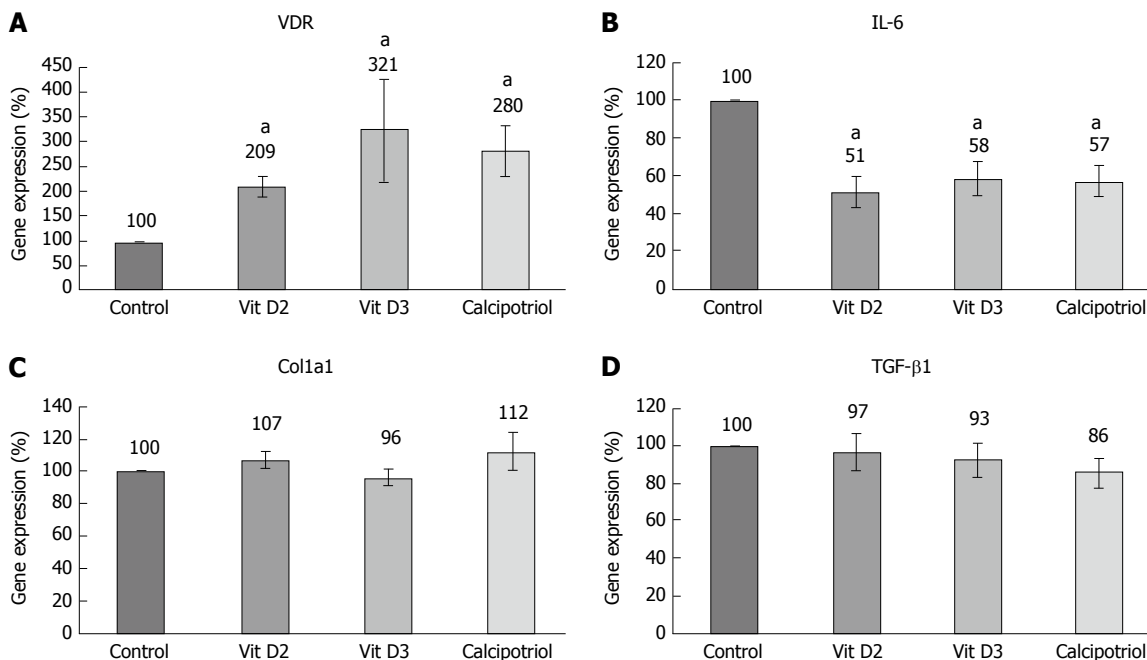 A
VDR
Gene expression (%)
450
400
350
300
250
200
150
100
50
0
100
a
209
a
321
a
280
Control Vit D2 Vit D3 Calcipotriol
B
IL-6
Gene expression (%)
120
100
80
60
40
20
0
100
a
51
a
58
a
57
Control Vit D2 Vit D3 Calcipotriol
C
Col1a1
Gene expression (%)
140
120
100
80
60
40
20
0
100
107
96
112
Control Vit D2 Vit D3 Calcipotriol
D
TGF-β1
Gene expression (%)
120
100
80
60
40
20
0
100
97
93
86
Control Vit D2 Vit D3 Calcipotriol